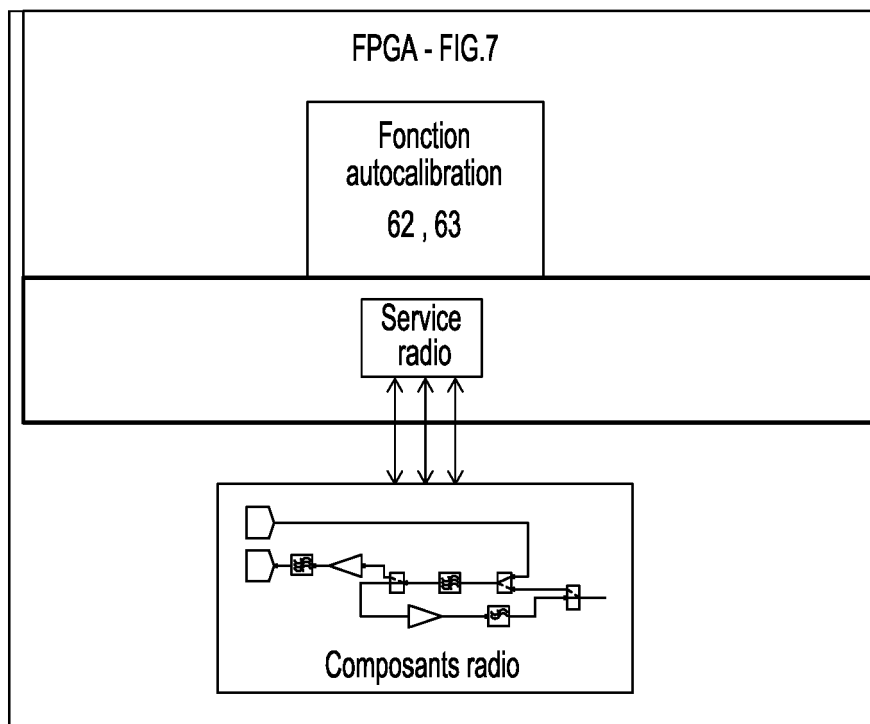 FPGA - FIG.7
Fonction
autocalibration
62 , 63
Service
radio
Composants radio